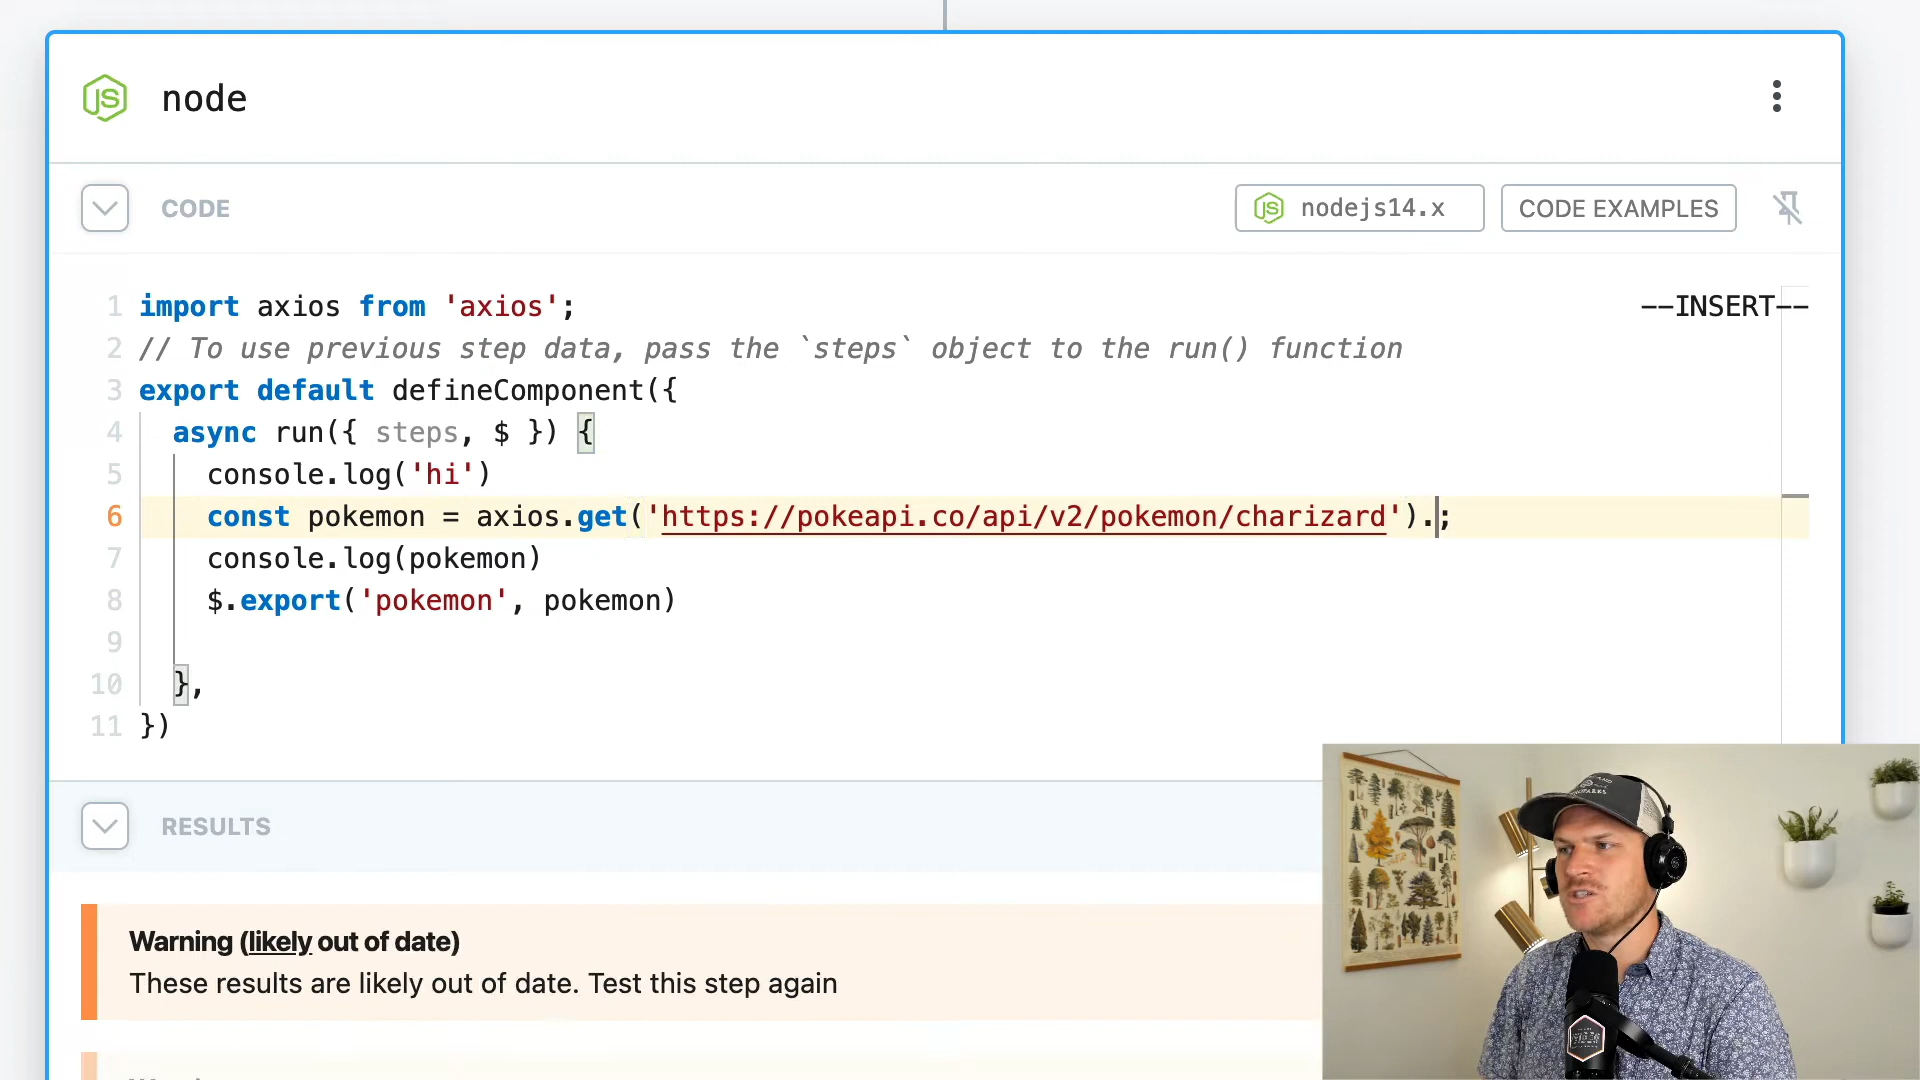 node
CODE
nodejs14.x
CODE EXAMPLES
--INSERT--
1 import axios from 'axios';
2 // To use previous step data, pass the `steps` object to the run() function
3 export default defineComponent({
4 async run({ steps, $ }) {
5 console.log('hi')
6 const pokemon = axios.get('https://pokeapi.co/api/v2/pokemon/charizard').;
7 console.log(pokemon)
8 $.export('pokemon', pokemon)
9
10 },
11 })
RESULTS
Warning (likely out of date)
These results are likely out of date. Test this step again